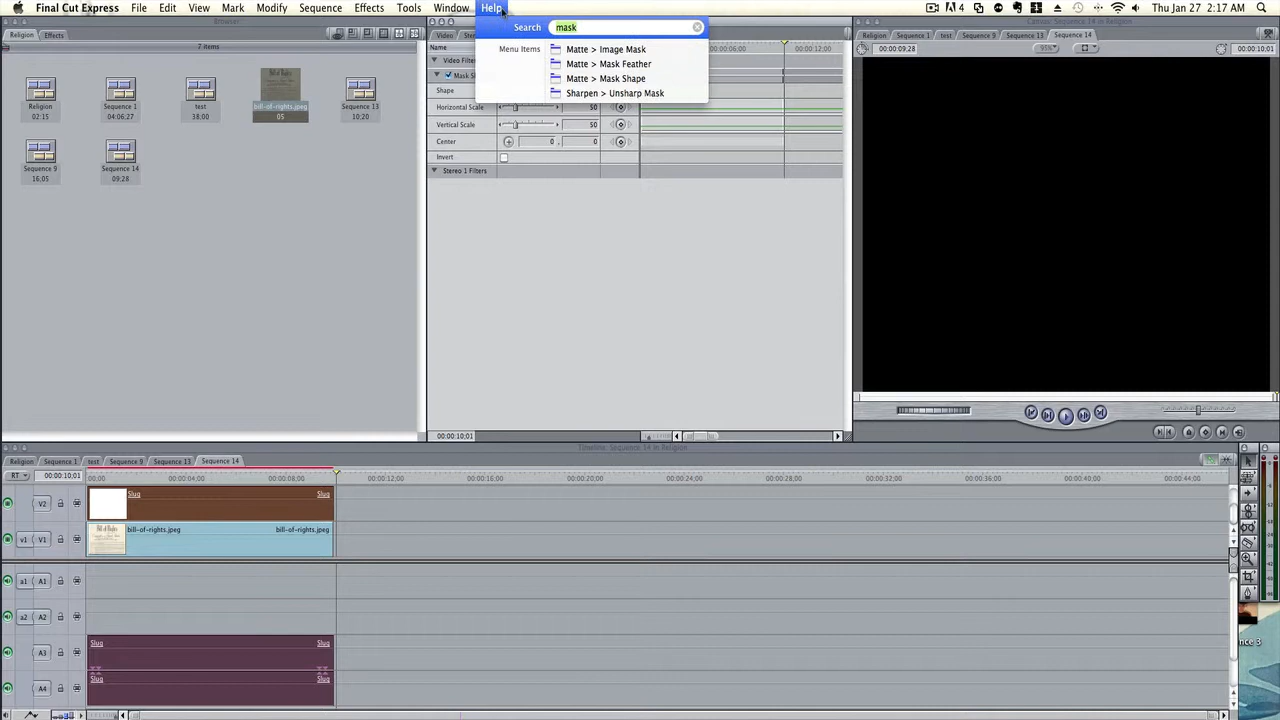 Final Cut Express File Edit View Mark Modify Sequence Effects Tools Window Help
4 Thu Jan 27 2:17 AM
Search mask
Menu Items Matte > Image Mask
Matte > Mask Feather
Matte > Mask Shape
Sharpen > Unsharp Mask
Browser
Religion Effects
7 items
Religion
02:15
Sequence 1
04:06:27
test
38;00
bill-of-rights.jpeg
05
Sequence 13
10;20
Sequence 9
16;05
Sequence 14
09:28
Video
Name
00:00:06;00 00:00:12;00
Video Filters
Shape
Horizontal Scale 50
Vertical Scale 50
Center 0 , 0
Invert
Stereo 1 Filters
00:00:10;01
Canvas: Sequence 14 in Religion
Religion Sequence 1 test Sequence 9 Sequence 13 Sequence 14
00:00:09:28 95% 00:00:10;01
Timeline: Sequence 14 in Religion
Religion Sequence 1 test Sequence 9 Sequence 13 Sequence 14
RT 00:00:10;01 00;00 00:00:04;00 00:00:08;00 00:00:12;00 00:00:16;00 00:00:20;00 00:00:24;00 00:00:28;00 00:00:32;00 00:00:36;00 00:00:40;00 00:00:44;00
V2 Slug Slug
v1 V1 bill-of-rights.jpeg bill-of-rights.jpeg
a1 A1
a2 A2
A3 Slug Slug
A4 Slug Slug